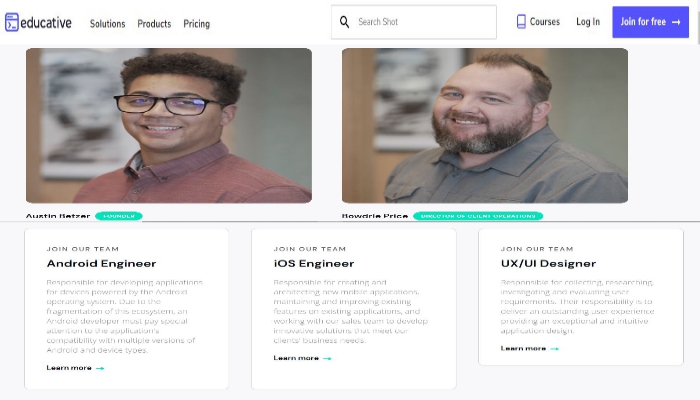 educative
Solutions
Products
Pricing
Search Shot
Courses
Log In
Join for free →
Austin Betzer FOUNDER
Bowdrie Price DIRECTOR OF CLIENT OPERATIONS
JOIN OUR TEAM
Android Engineer
Responsible for developing applications
for devices powered by the Android
operating system. Due to the
fragmentation of this ecosystem, an
Android developer must pay special
attention to the application's
compatibility with multiple versions of
Android and device types.
Learn more →
JOIN OUR TEAM
iOS Engineer
Responsible for creating and
architecting new mobile applications,
maintaining and improving existing
features on existing applications, and
working with our sales team to develop
innovative solutions that meet our
clients' business needs.
Learn more →
JOIN OUR TEAM
UX/UI Designer
Responsible for collecting, researching,
investigating and evaluating user
requirements. Their responsibility is to
deliver an outstanding user experience
providing an exceptional and intuitive
application design.
Learn more →